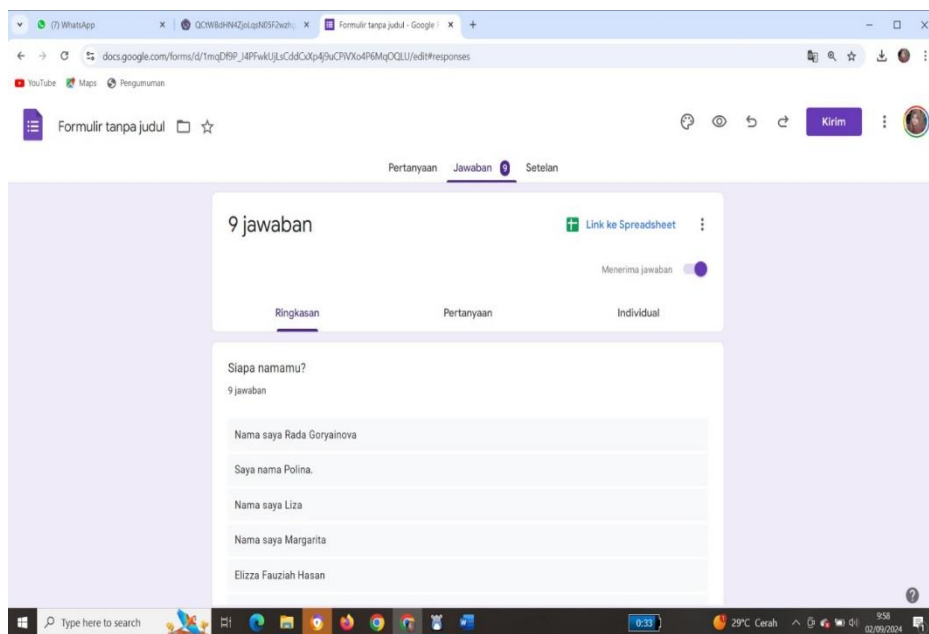 (7) WhatsApp
Formulir tanpa judul - Google F
docs.google.com/forms/d/1mqDf9P_J4PFwkUjLsCddCxXp4j9uCPiVXo4P6MqOQLU/edit#responses
YouTube Maps Pengumuman
Formulir tanpa judul
Kirim
Pertanyaan Jawaban 9 Setelan
9 jawaban
Link ke Spreadsheet
Menerima jawaban
Ringkasan Pertanyaan Individual
Siapa namamu?
9 jawaban
Nama saya Rada Goryainova
Saya nama Polina.
Nama saya Liza
Nama saya Margarita
Elizza Fauziah Hasan
Type here to search
0:33
29°C Cerah
9:58
02/09/2024